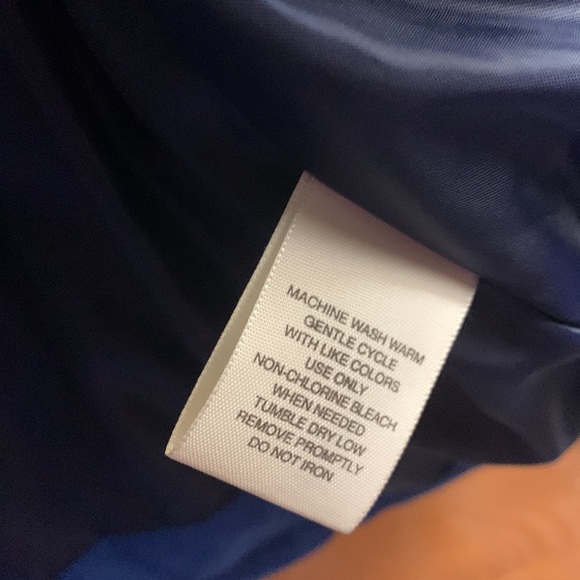 MACHINE WASH WARM
GENTLE CYCLE
WITH LIKE COLORS
USE ONLY
NON-CHLORINE BLEACH
WHEN NEEDED
TUMBLE DRY LOW
REMOVE PROMPTLY
DO NOT IRON